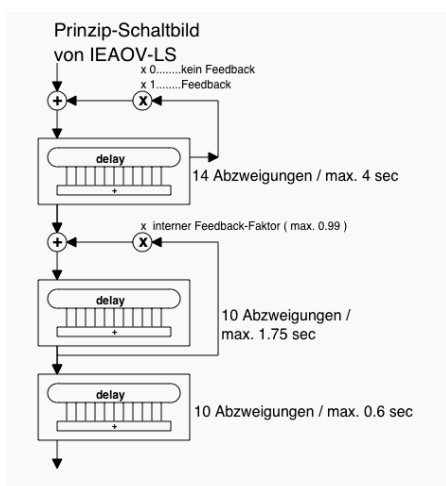 Prinzip-Schaltbild
von IEAOV-LS
x 0........kein Feedback
x 1........Feedback
+
x
delay
+
14 Abzweigungen / max. 4 sec
x interner Feedback-Faktor ( max. 0.99 )
+
x
delay
+
10 Abzweigungen /
max. 1.75 sec
delay
+
10 Abzweigungen / max. 0.6 sec